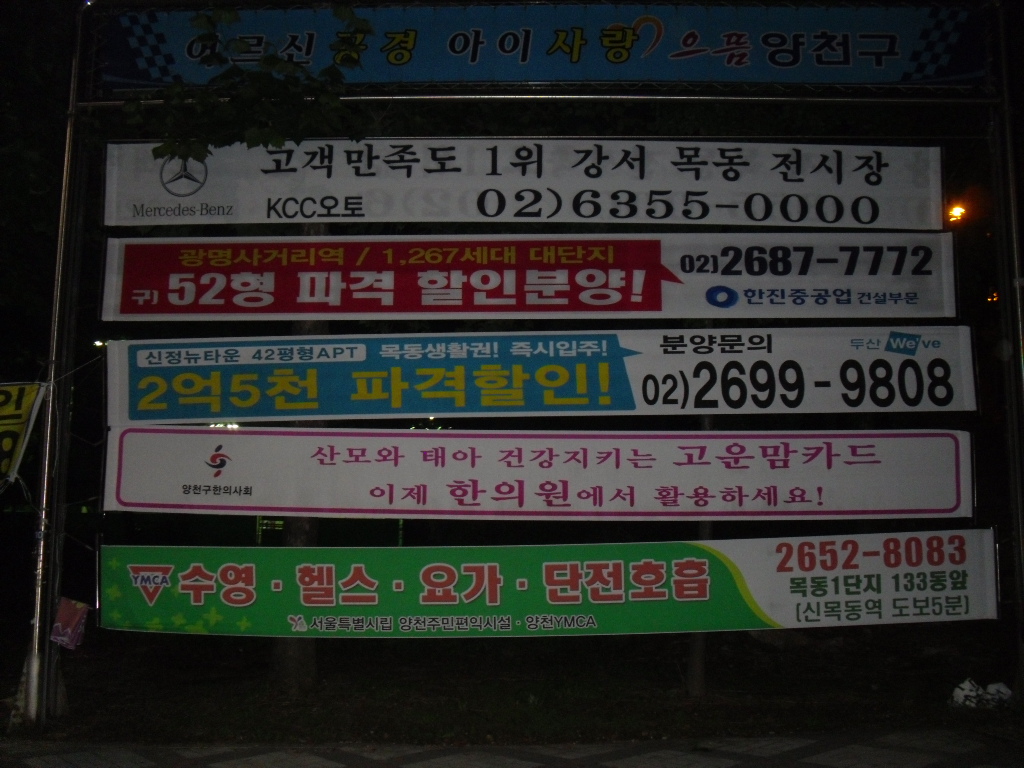 어르신공경 아이사랑 으뜸양천구
고객만족도 1위 강서 목동 전시장
Mercedes-Benz KCC오토 02)6355-0000
광명사거리역 / 1,267세대 대단지
구) 52형 파격 할인분양!
02)2687-7772
한진중공업 건설부문
신정뉴타운 42평형APT 목동생활권! 즉시입주!
2억5천 파격할인!
분양문의 두산 We've
02)2699-9808
산모와 태아 건강지키는 고운맘카드
양천구한의사회
이제 한의원에서 활용하세요!
YMCA 수영·헬스·요가·단전호흡
서울특별시립 양천주민편익시설·양천YMCA
2652-8083
목동1단지 133동앞
(신목동역 도보5분)
인